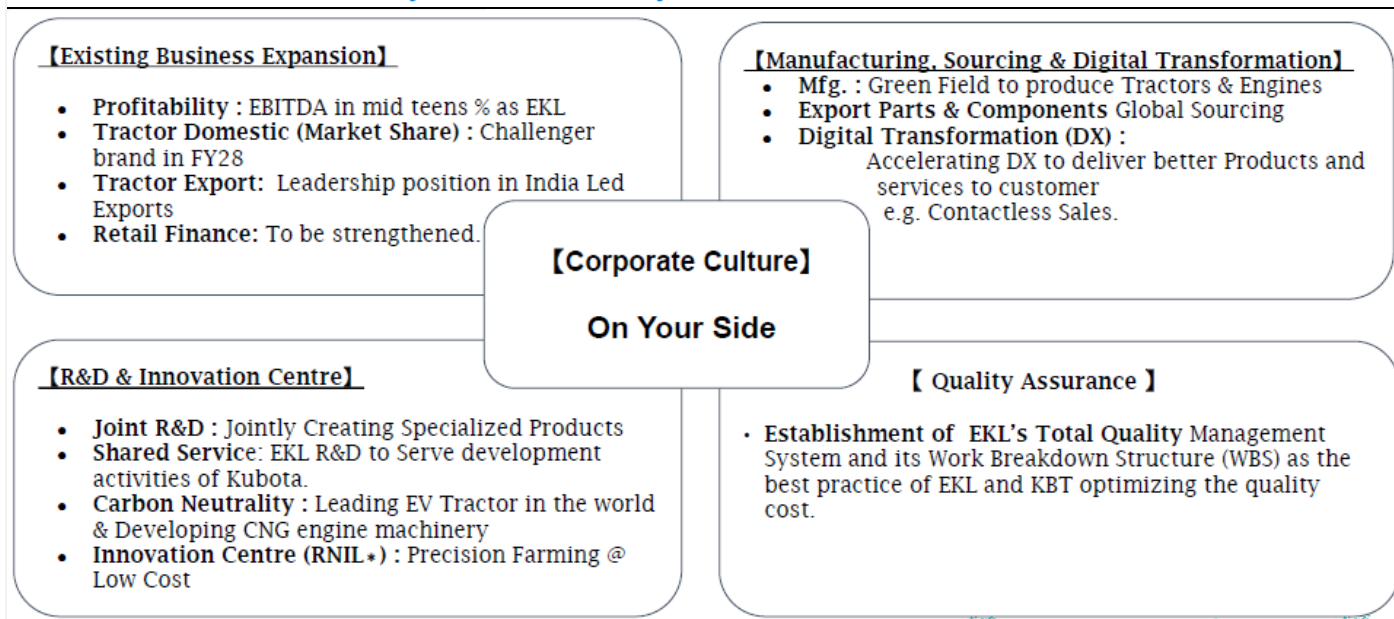 【Existing Business Expansion】
• Profitability : EBITDA in mid teens % as EKL
• Tractor Domestic (Market Share) : Challenger
brand in FY28
• Tractor Export: Leadership position in India Led
Exports
• Retail Finance: To be strengthened.
【Manufacturing, Sourcing & Digital Transformation】
• Mfg. : Green Field to produce Tractors & Engines
• Export Parts & Components Global Sourcing
• Digital Transformation (DX) :
Accelerating DX to deliver better Products and
services to customer
e.g. Contactless Sales.
【Corporate Culture】
On Your Side
【R&D & Innovation Centre】
• Joint R&D : Jointly Creating Specialized Products
• Shared Service: EKL R&D to Serve development
activities of Kubota.
• Carbon Neutrality : Leading EV Tractor in the world
& Developing CNG engine machinery
• Innovation Centre (RNIL*) : Precision Farming @
Low Cost
【 Quality Assurance 】
• Establishment of EKL's Total Quality Management
System and its Work Breakdown Structure (WBS) as the
best practice of EKL and KBT optimizing the quality
cost.